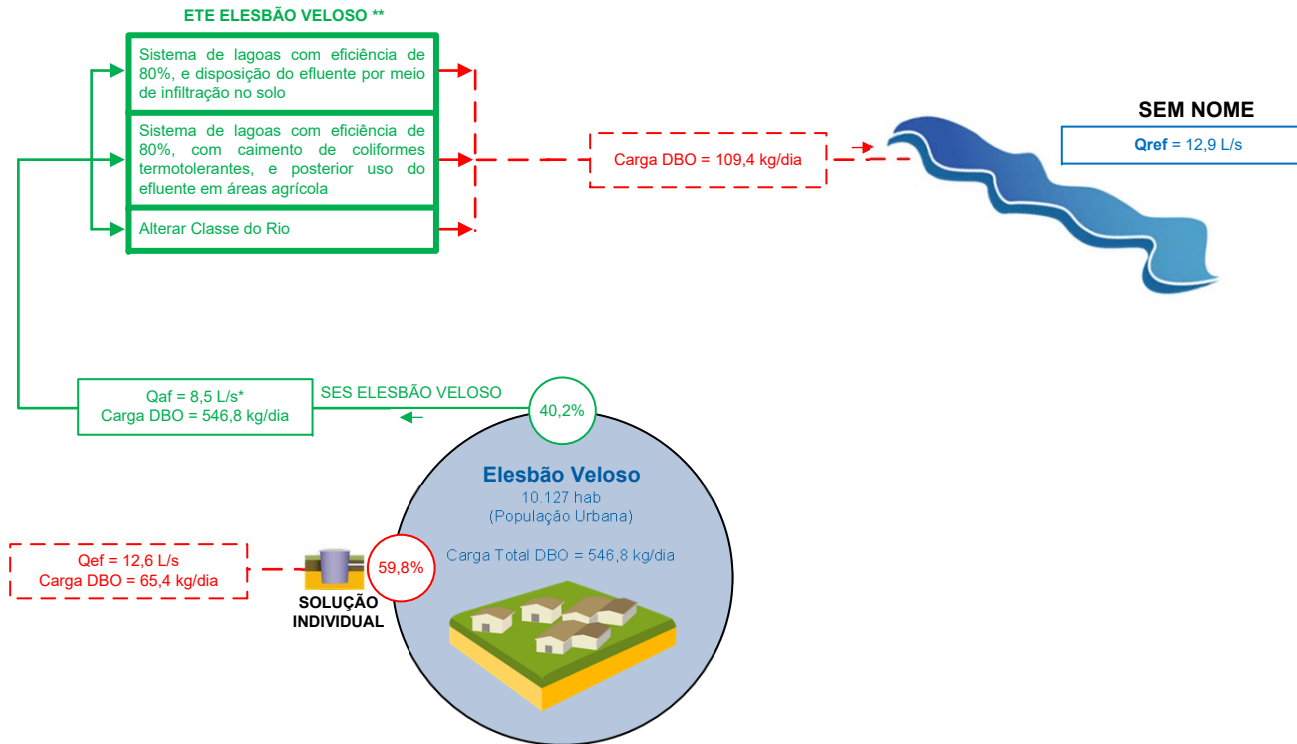 ETE ELESBÃO VELOSO **
Sistema de lagoas com eficiência de
80%, e disposição do efluente por meio
de infiltração no solo
Sistema de lagoas com eficiência de
80%, com caimento de coliformes
termotolerantes, e posterior uso do
efluente em áreas agrícola
Alterar Classe do Rio
Carga DBO = 109,4 kg/dia
SEM NOME
Qref = 12,9 L/s
Qaf = 8,5 L/s*
Carga DBO = 546,8 kg/dia
SES ELESBÃO VELOSO
40,2%
Elesbão Veloso
10.127 hab
(População Urbana)
Carga Total DBO = 546,8 kg/dia
59,8%
Qef = 12,6 L/s
Carga DBO = 65,4 kg/dia
SOLUÇÃO
INDIVIDUAL